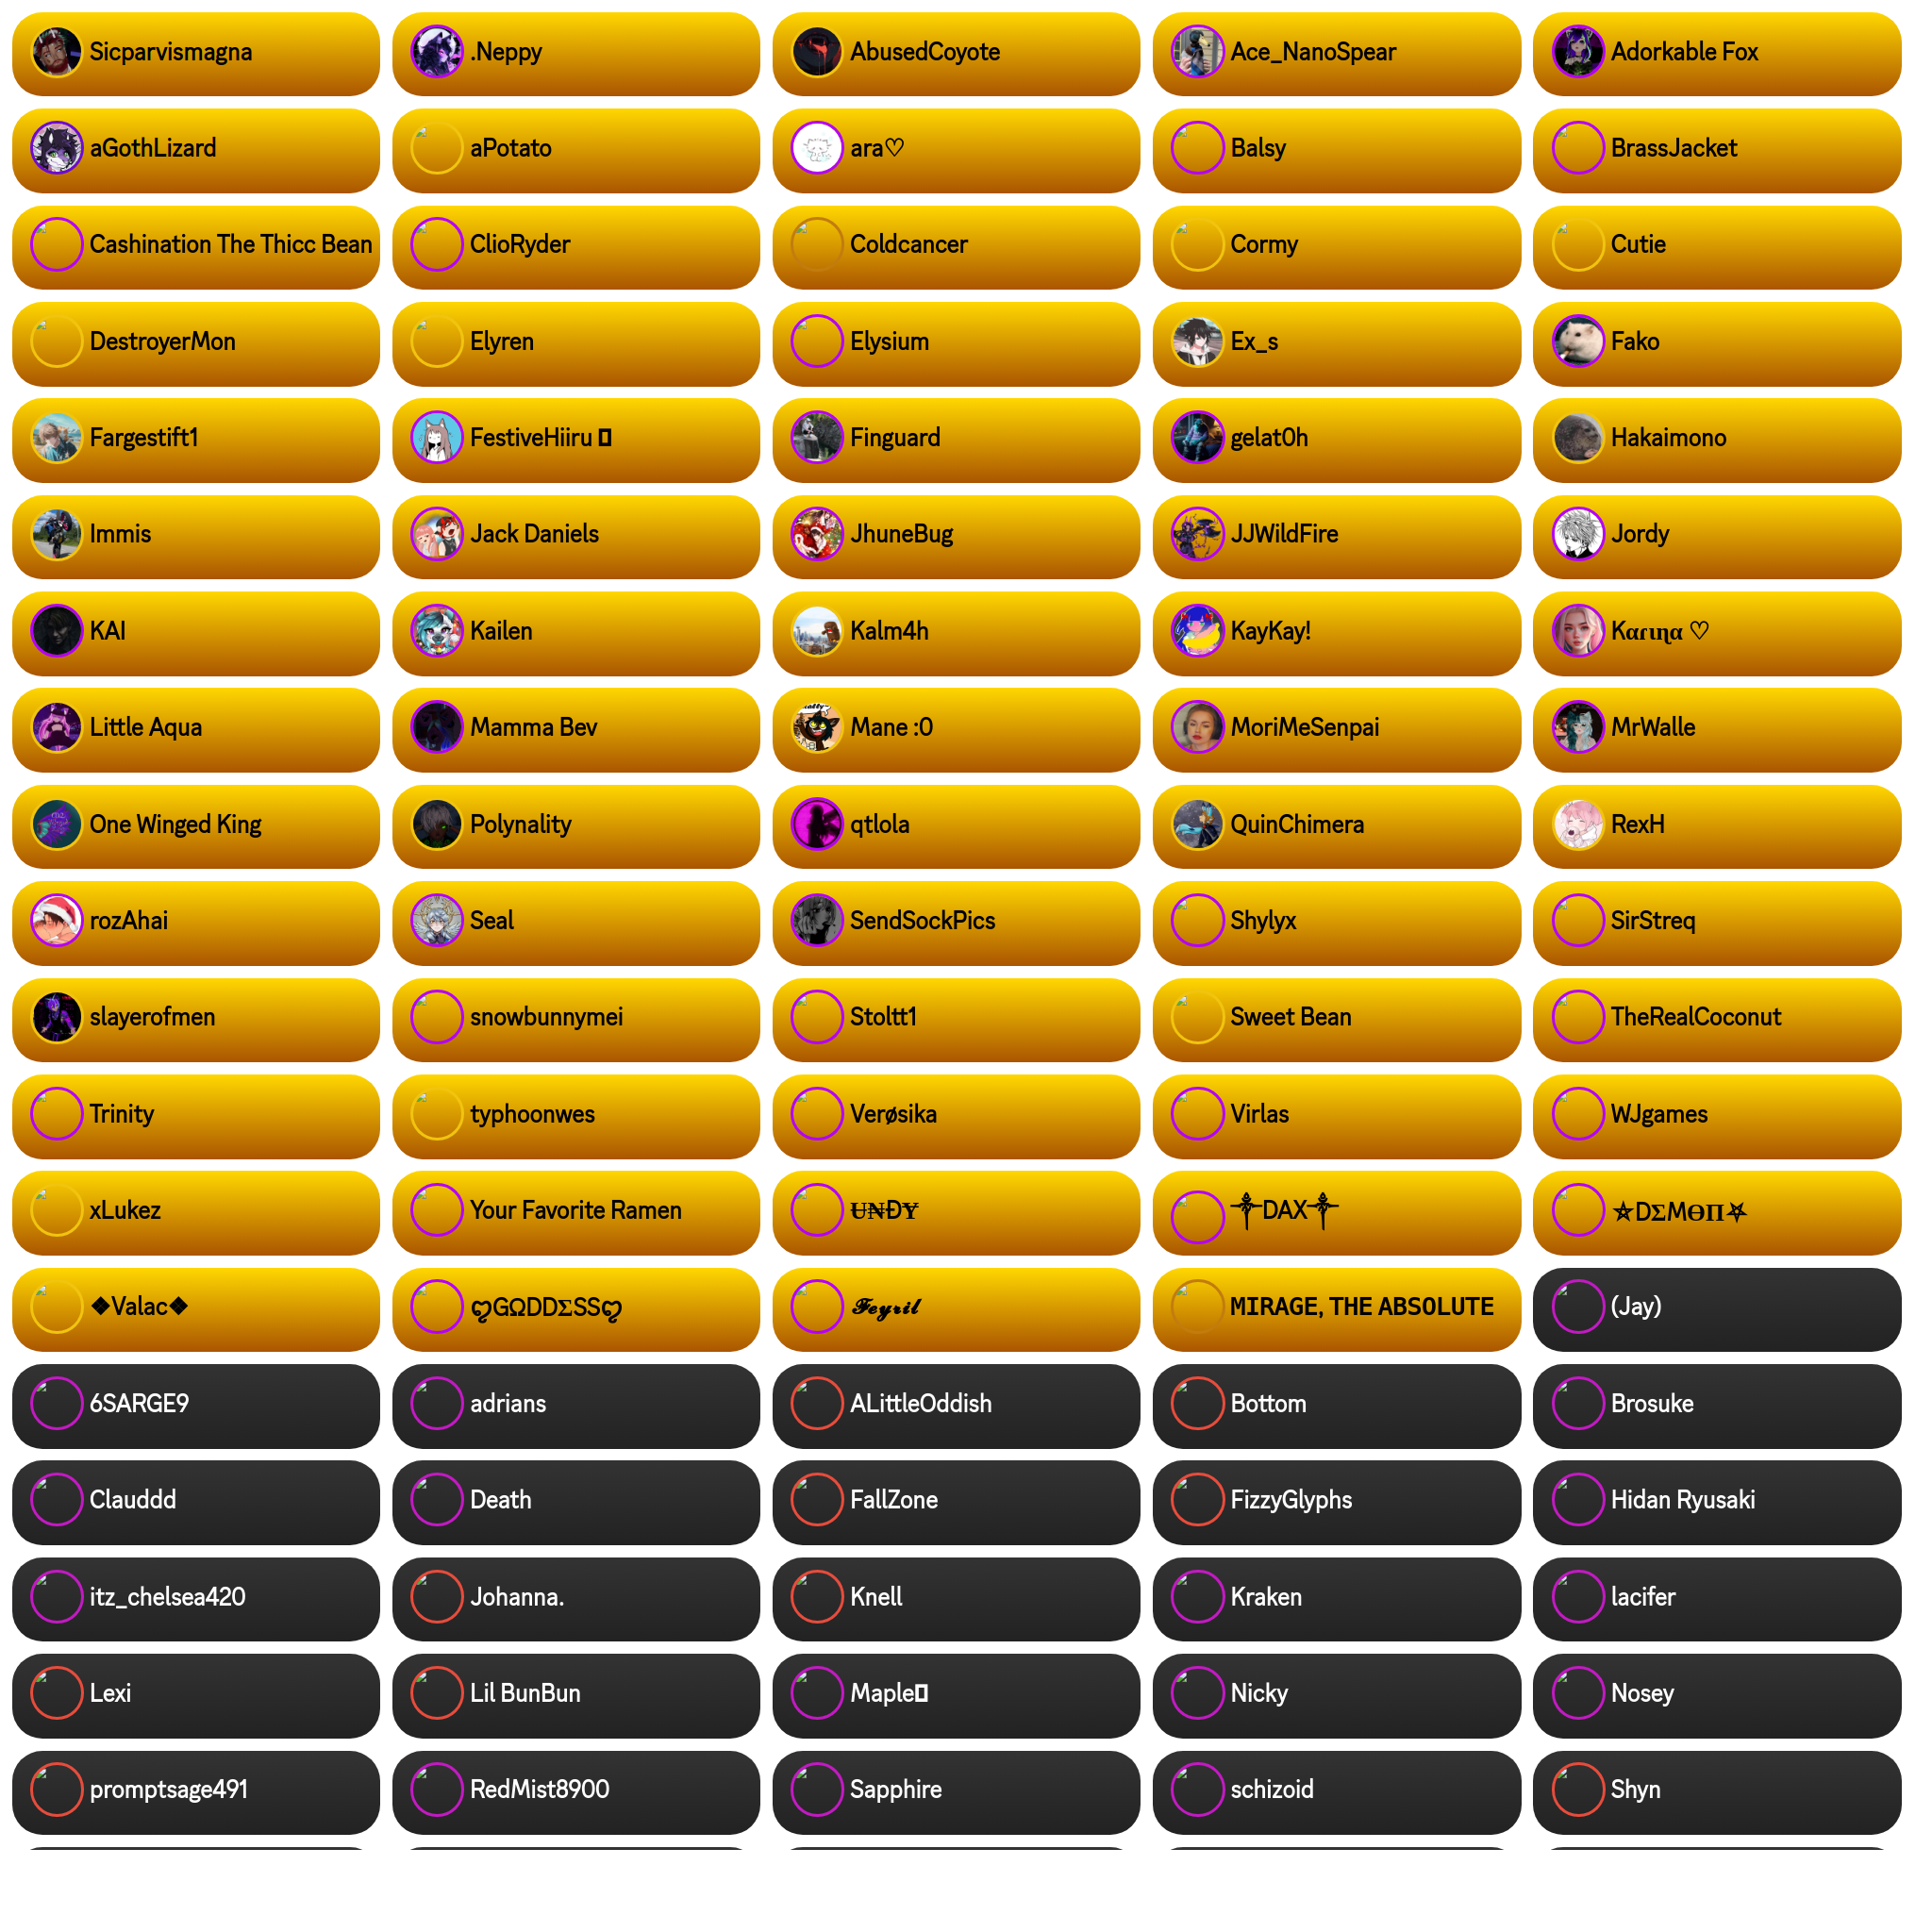 Sicparvismagna
.Neppy
AbusedCoyote
Ace_NanoSpear
Adorkable Fox
aGothLizard
aPotato
ara♡
Balsy
BrassJacket
Cashination The Thicc Bean
ClioRyder
Coldcancer
Cormy
Cutie
DestroyerMon
Elyren
Elysium
Ex_s
Fako
Fargestift1
FestiveHiiru
Finguard
gelat0h
Hakaimono
Immis
Jack Daniels
JhuneBug
JJWildFire
Jordy
KAI
Kailen
Kalm4h
KayKay!
Kαɾιɳα ♡
Little Aqua
Mamma Bev
Mane :0
MoriMeSenpai
MrWalle
One Winged King
Polynality
qtlola
QuinChimera
RexH
rozAhai
Seal
SendSockPics
Shylyx
SirStreq
slayerofmen
snowbunnymei
Stoltt1
Sweet Bean
TheRealCoconut
Trinity
typhoonwes
Verøsika
Virlas
WJgames
xLukez
Your Favorite Ramen
U̶₦ĐɎ
⚜DAX⚜
⛤DΣMѲΠ⛧
❖Valac❖
ஜGΩDDΣSSஜ
𝓕𝓮𝔂𝓻𝓲𝓵
MIRAGE, THE ABSOLUTE
(Jay)
6SARGE9
adrians
ALittleOddish
Bottom
Brosuke
Clauddd
Death
FallZone
FizzyGlyphs
Hidan Ryusaki
itz_chelsea420
Johanna.
Knell
Kraken
lacifer
Lexi
Lil BunBun
Maple
Nicky
Nosey
promptsage491
RedMist8900
Sapphire
schizoid
Shyn